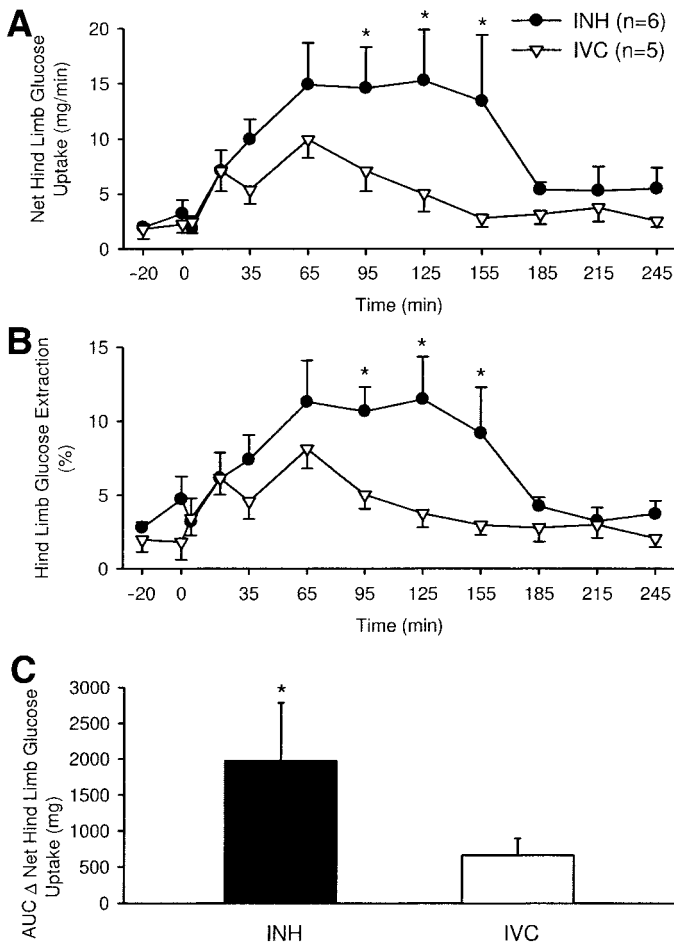 A
INH (n=6)
IVC (n=5)
* * * *
Net Hind Limb Glucose
Uptake (mg/min)
20
15
10
5
0
-20 0 35 65 95 125 155 185 215 245
Time (min)
B
* * *
Hind Limb Glucose Extraction
(%)
15
10
5
0
-20 0 35 65 95 125 155 185 215 245
Time (min)
C
*
AUC Δ Net Hind Limb Glucose
Uptake (mg)
3000
2500
2000
1500
1000
500
0
INH IVC